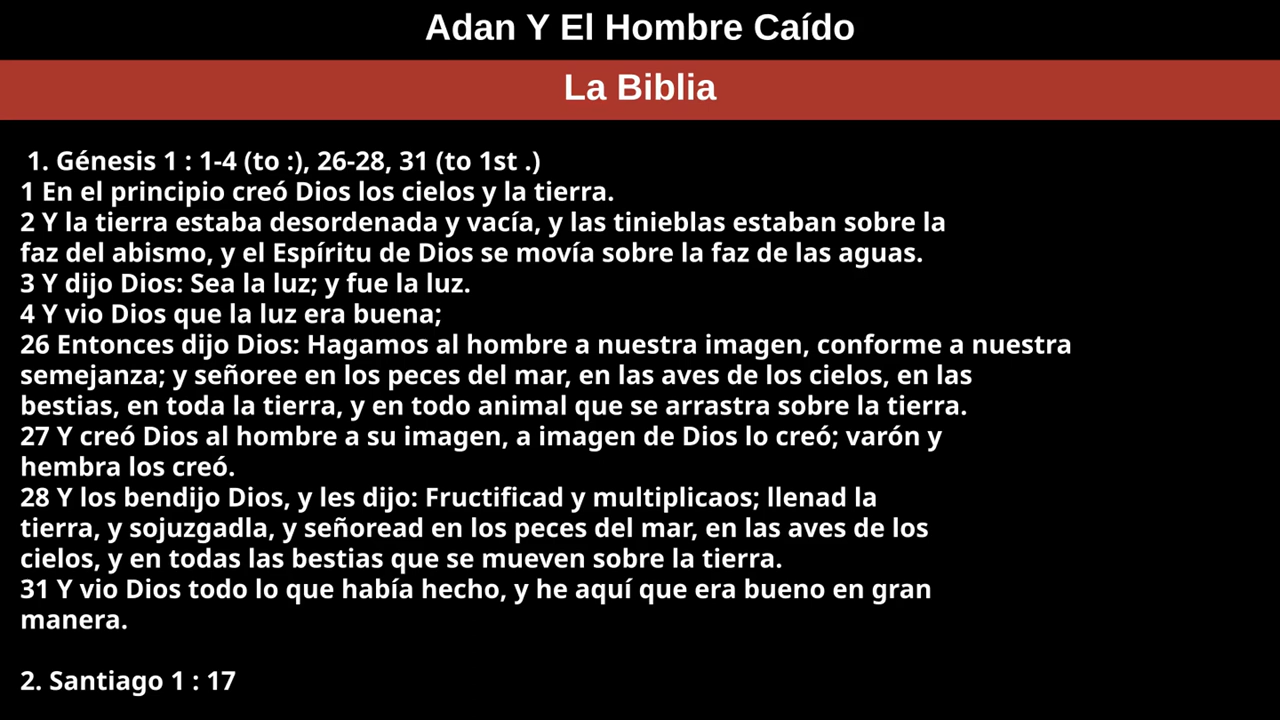 Adan Y El Hombre Caído
La Biblia
1. Génesis 1 : 1-4 (to :), 26-28, 31 (to 1st .)
1 En el principio creó Dios los cielos y la tierra.
2 Y la tierra estaba desordenada y vacía, y las tinieblas estaban sobre la
faz del abismo, y el Espíritu de Dios se movía sobre la faz de las aguas.
3 Y dijo Dios: Sea la luz; y fue la luz.
4 Y vio Dios que la luz era buena;
26 Entonces dijo Dios: Hagamos al hombre a nuestra imagen, conforme a nuestra
semejanza; y señoree en los peces del mar, en las aves de los cielos, en las
bestias, en toda la tierra, y en todo animal que se arrastra sobre la tierra.
27 Y creó Dios al hombre a su imagen, a imagen de Dios lo creó; varón y
hembra los creó.
28 Y los bendijo Dios, y les dijo: Fructificad y multiplicaos; llenad la
tierra, y sojuzgadla, y señoread en los peces del mar, en las aves de los
cielos, y en todas las bestias que se mueven sobre la tierra.
31 Y vio Dios todo lo que había hecho, y he aquí que era bueno en gran
manera.
2. Santiago 1 : 17